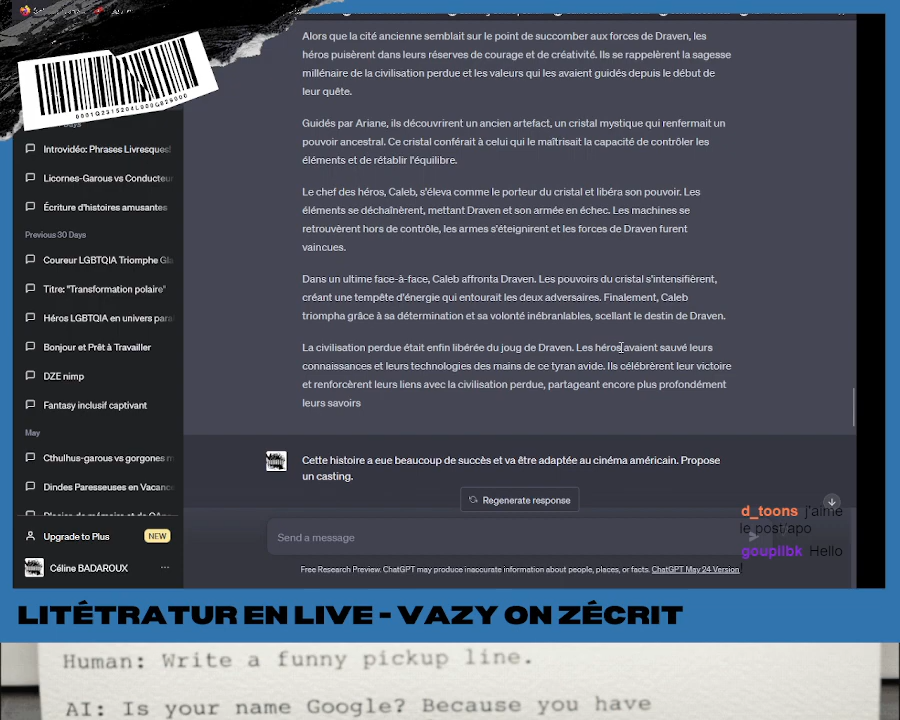 Alors que la cité ancienne semblait sur le point de succomber aux forces de Draven, les
héros puisèrent dans leurs réserves de courage et de créativité. Ils se rappelèrent la sagesse
millénaire de la civilisation perdue et les valeurs qui les avaient guidés depuis le début de
leur quête.
Guidés par Ariane, ils découvrirent un ancien artefact, un cristal mystique qui renfermait un
pouvoir ancestral. Ce cristal conférait à celui qui le maîtrisait la capacité de contrôler les
éléments et de rétablir l'équilibre.
Le chef des héros, Caleb, s'éleva comme le porteur du cristal et libéra son pouvoir. Les
éléments se déchaînèrent, mettant Draven et son armée en échec. Les machines se
retrouvèrent hors de contrôle, les armes s'éteignirent et les forces de Draven furent
vaincues.
Dans un ultime face-à-face, Caleb affronta Draven. Les pouvoirs du cristal s'intensifièrent,
créant une tempête d'énergie qui entourait les deux adversaires. Finalement, Caleb
triompha grâce à sa détermination et sa volonté inébranlables, scellant le destin de Draven.
La civilisation perdue était enfin libérée du joug de Draven. Les héros avaient sauvé leurs
connaissances et leurs technologies des mains de ce tyran avide. Ils célébrèrent leur victoire
et renforcèrent leurs liens avec la civilisation perdue, partageant encore plus profondément
leurs savoirs
Cette histoire a eue beaucoup de succès et va être adaptée au cinéma américain. Propose
un casting.
Regenerate response
Send a message
Free Research Preview. ChatGPT may produce inaccurate information about people, places, or facts. ChatGPT May 24 Version
Introvidéo: Phrases Livresques!
Licornes-Garous vs Conducteur
Écriture d'histoires amusantes
Previous 30 Days
Coureur LGBTQIA Triomphe Gla
Titre: "Transformation polaire"
Héros LGBTQIA en univers para
Bonjour et Prêt à Travailler
DZE nimp
Fantasy inclusif captivant
May
Cthulhus-garous vs gorgones m
Dindes Paresseuses en Vacanc
Upgrade to Plus NEW
Céline BADAROUX
d_toons j'aime
le post/apo
goupilbk Hello
!
LITÉTRATUR EN LIVE - VAZY ON ZÉCRIT
Human: Write a funny pickup line.
AI: Is your name Google? Because you have